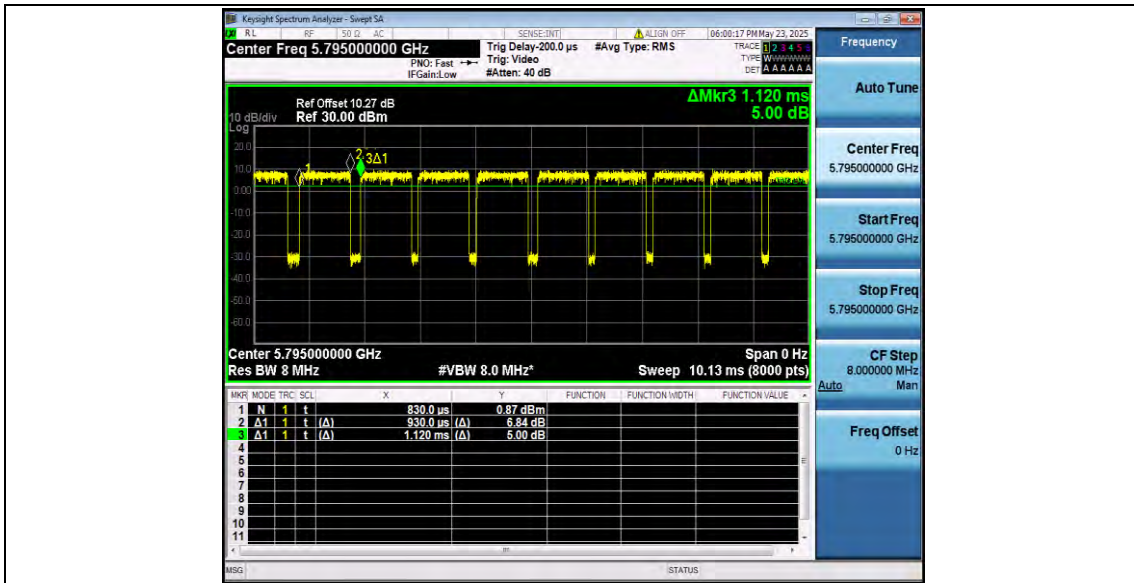 Keysight Spectrum Analyzer - Swept SA
RL RF 50 Ω AC SENSE:INT ALIGN OFF 06:00:17 PM May 23, 2025
Center Freq 5.795000000 GHz
PNO: Fast
IFGain:Low
Trig Delay-200.0 µs
Trig: Video
#Atten: 40 dB
#Avg Type: RMS
TRACE 1 2 3 4 5 6
TYPE WWWWWW
DET A A A A A A
ΔMkr3 1.120 ms
5.00 dB
Ref Offset 10.27 dB
10 dB/div Ref 30.00 dBm
Log
20.0
10.0
0.00
-10.0
-20.0
-30.0
-40.0
-50.0
-60.0
1
2
3Δ1
Center 5.795000000 GHz Span 0 Hz
Res BW 8 MHz #VBW 8.0 MHz* Sweep 10.13 ms (8000 pts)
MKR MODE TRC SCL X Y FUNCTION FUNCTION WIDTH FUNCTION VALUE
1 N 1 t 830.0 µs 0.87 dBm
2 Δ1 1 t (Δ) 930.0 µs (Δ) 6.84 dB
3 Δ1 1 t (Δ) 1.120 ms (Δ) 5.00 dB
4
5
6
7
8
9
10
11
MSG STATUS
Frequency
Auto Tune
Center Freq
5.795000000 GHz
Start Freq
5.795000000 GHz
Stop Freq
5.795000000 GHz
CF Step
8.000000 MHz
Auto Man
Freq Offset
0 Hz